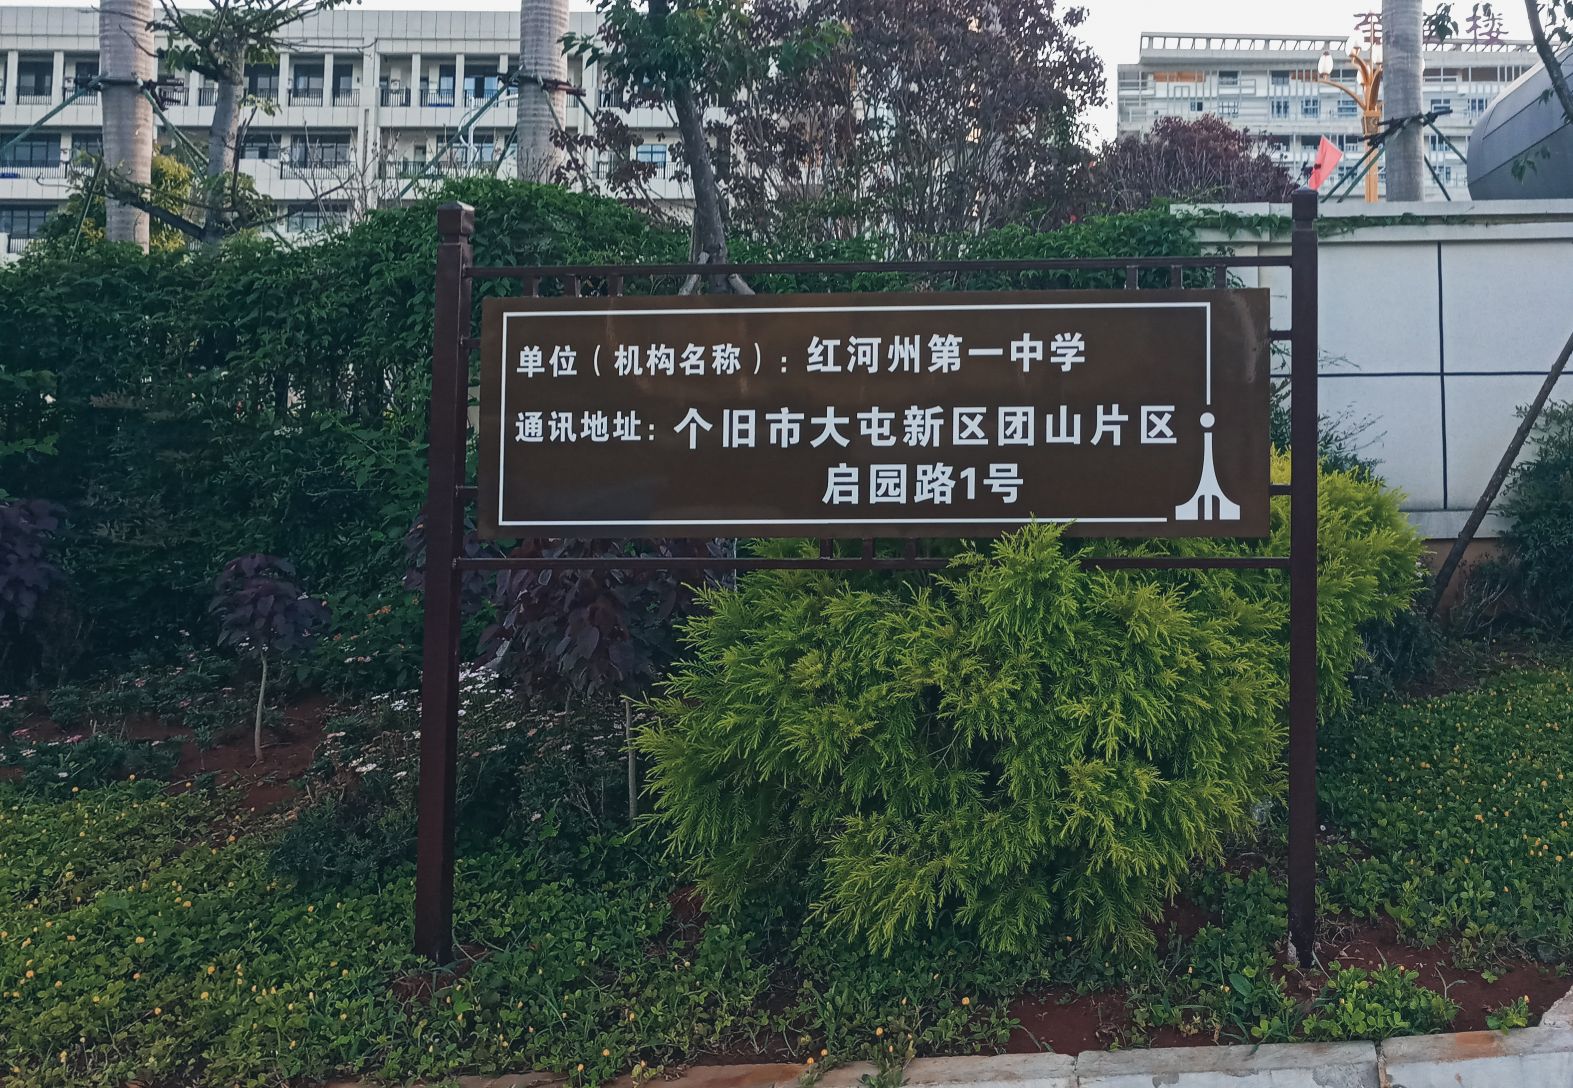 单位（机构名称）：红河州第一中学
通讯地址：个旧市大屯新区团山片区
启园路1号